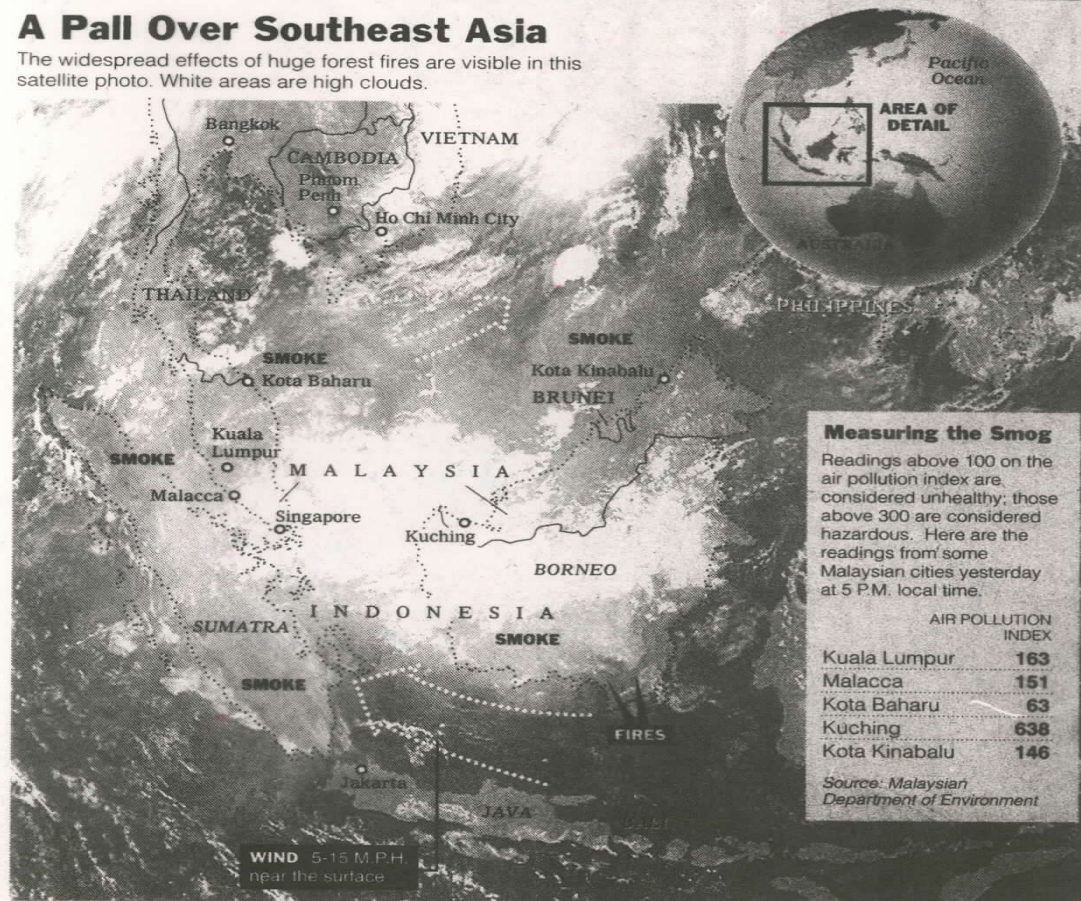 A Pall Over Southeast Asia
The widespread effects of huge forest fires are visible in this
satellite photo. White areas are high clouds.
Pacific
Ocean
AREA OF
DETAIL
AUSTRALIA
Bangkok
VIETNAM
CAMBODIA
Phnom
Penh
Ho Chi Minh City
THAILAND
PHILIPPINES
SMOKE
SMOKE
Kota Baharu
Kota Kinabalu
BRUNEI
Kuala
Lumpur
SMOKE
MALAYSIA
Malacca
Singapore
Kuching
BORNEO
INDONESIA
SUMATRA
SMOKE
SMOKE
FIRES
Jakarta
JAVA
WIND 5-15 M.P.H.
near the surface
Measuring the Smog
Readings above 100 on the
air pollution index are
considered unhealthy; those
above 300 are considered
hazardous. Here are the
readings from some
Malaysian cities yesterday
at 5 P.M. local time.
AIR POLLUTION
INDEX
Kuala Lumpur 163
Malacca 151
Kota Baharu 63
Kuching 638
Kota Kinabalu 146
Source: Malaysian
Department of Environment